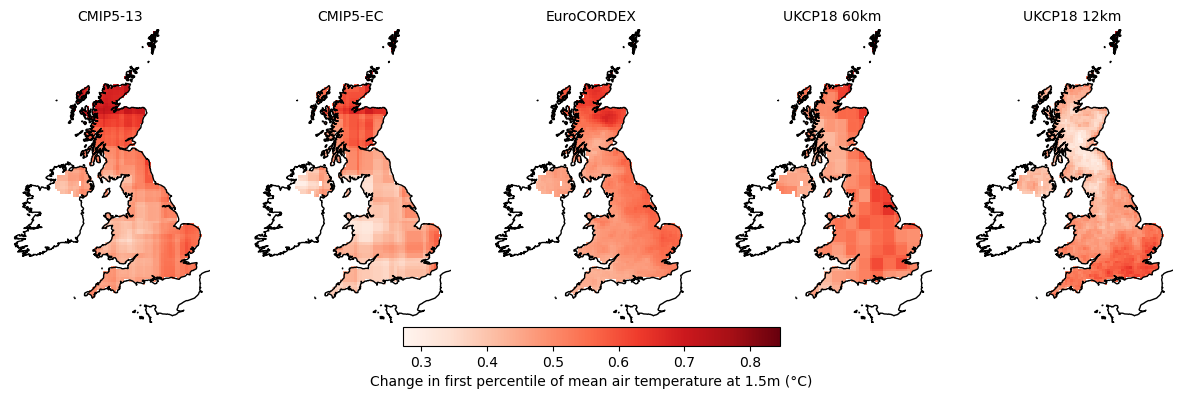 CMIP5-13
CMIP5-EC
EuroCORDEX
UKCP18 60km
UKCP18 12km
0.3 0.4 0.5 0.6 0.7 0.8
Change in first percentile of mean air temperature at 1.5m (°C)